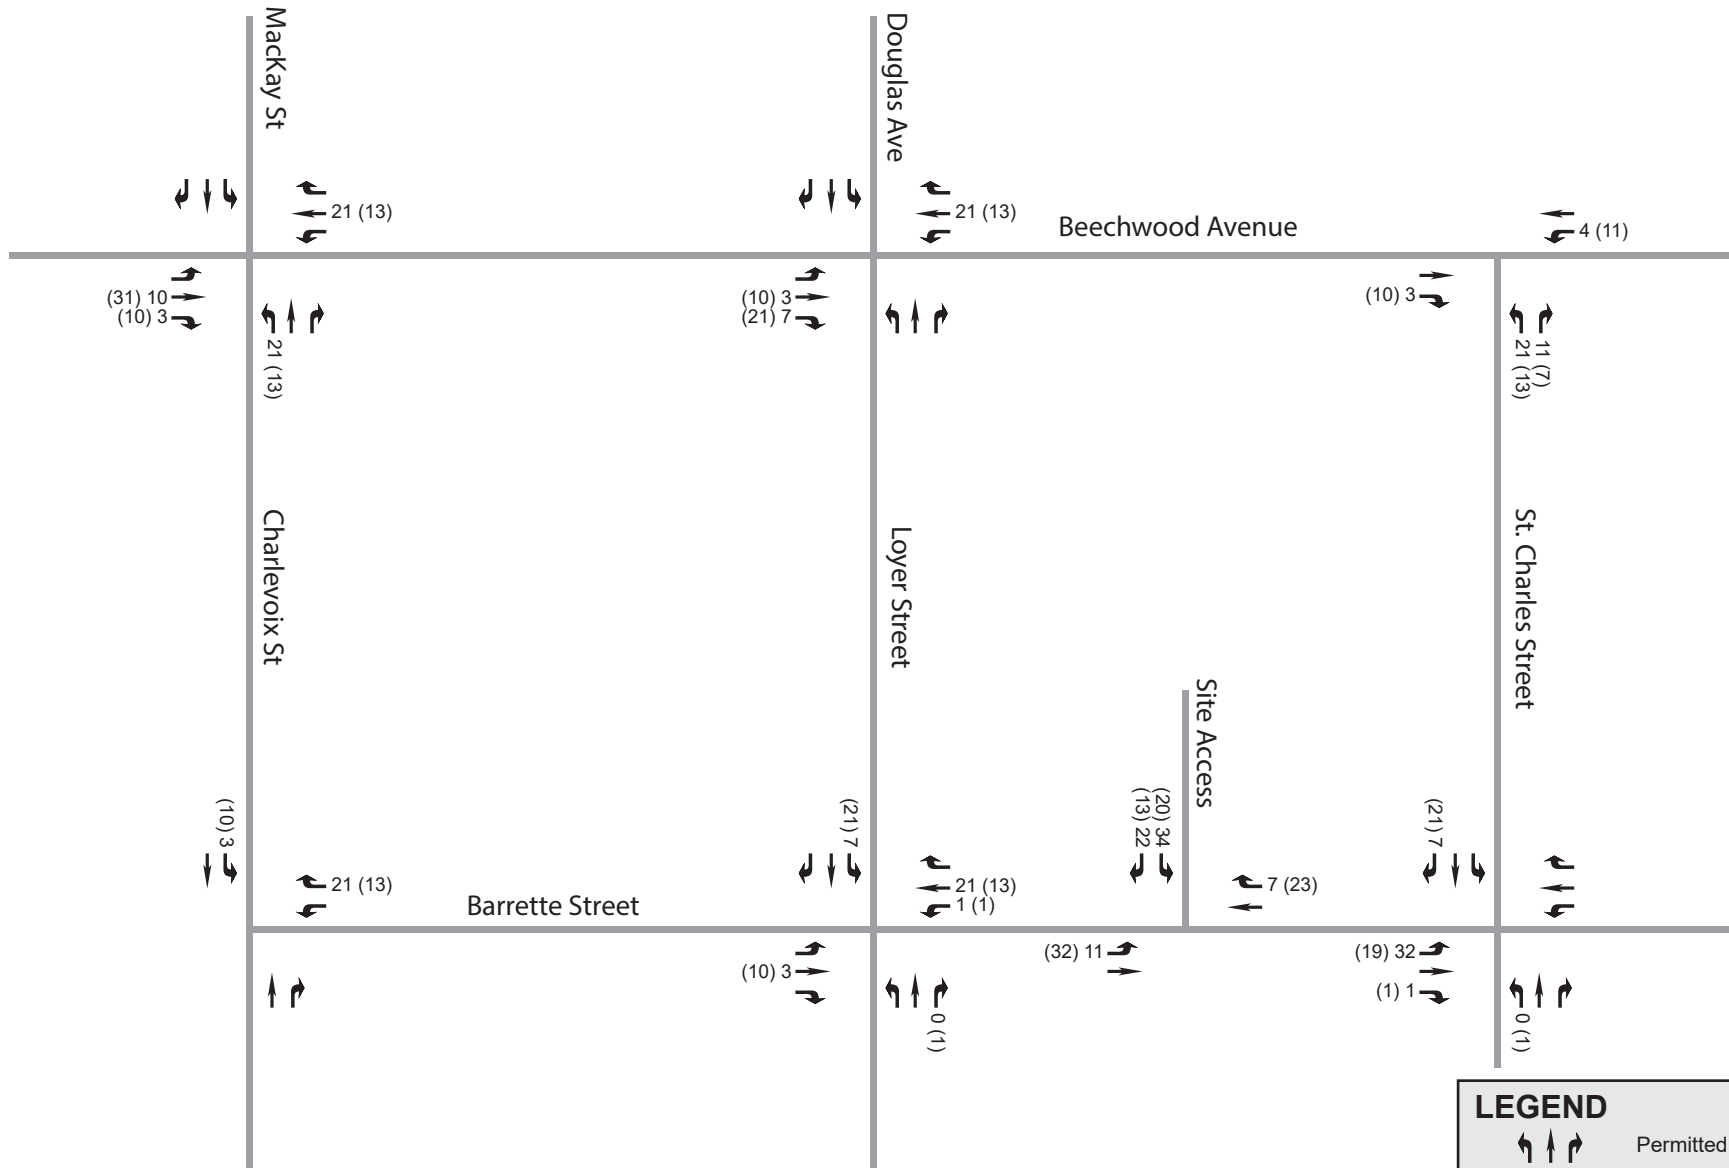 MacKay St
Douglas Ave
21 (13)
21 (13)
Beechwood Avenue
4 (11)
(31) 10
(10) 3
(10) 3
(21) 7
(10) 3
21 (13)
11 (7)
21 (13)
Charlevoix St
Loyer Street
St. Charles Street
Site Access
(10) 3
(21) 7
(20) 34
(13) 22
(21) 7
21 (13)
Barrette Street
21 (13)
1 (1)
7 (23)
(10) 3
(32) 11
(19) 32
(1) 1
0 (1)
0 (1)
LEGEND
Permitted